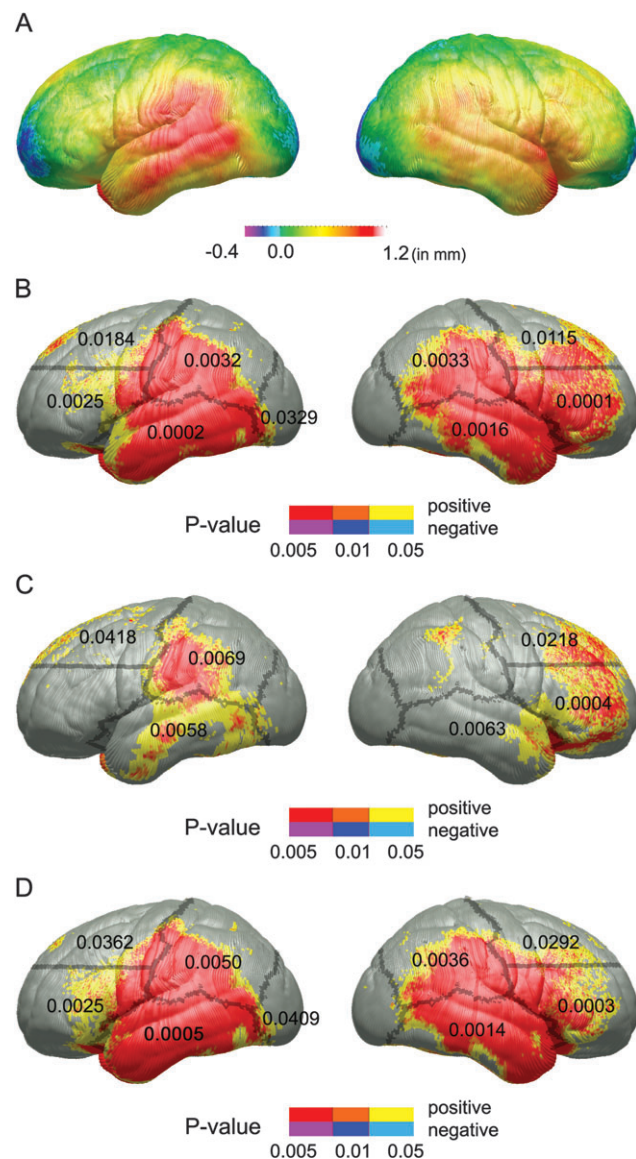 A
-0.4 0.0 1.2 (in mm)
B
0.0184 0.0115
0.0032 0.0033
0.0025 0.0001
0.0329
0.0002 0.0016
positive
P-value negative
0.005 0.01 0.05
C
0.0418 0.0218
0.0069
0.0004
0.0058 0.0063
positive
P-value negative
0.005 0.01 0.05
D
0.0362 0.0292
0.0050 0.0036
0.0025 0.0003
0.0409
0.0005 0.0014
positive
P-value negative
0.005 0.01 0.05